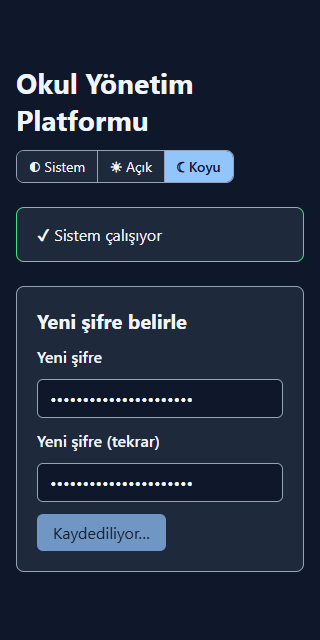 Okul Yönetim
Platformu
◐ Sistem ☀ Açık ☾ Koyu
✓ Sistem çalışıyor
Yeni şifre belirle
Yeni şifre
••••••••••••••••••••••
Yeni şifre (tekrar)
••••••••••••••••••••••
Kaydediliyor...